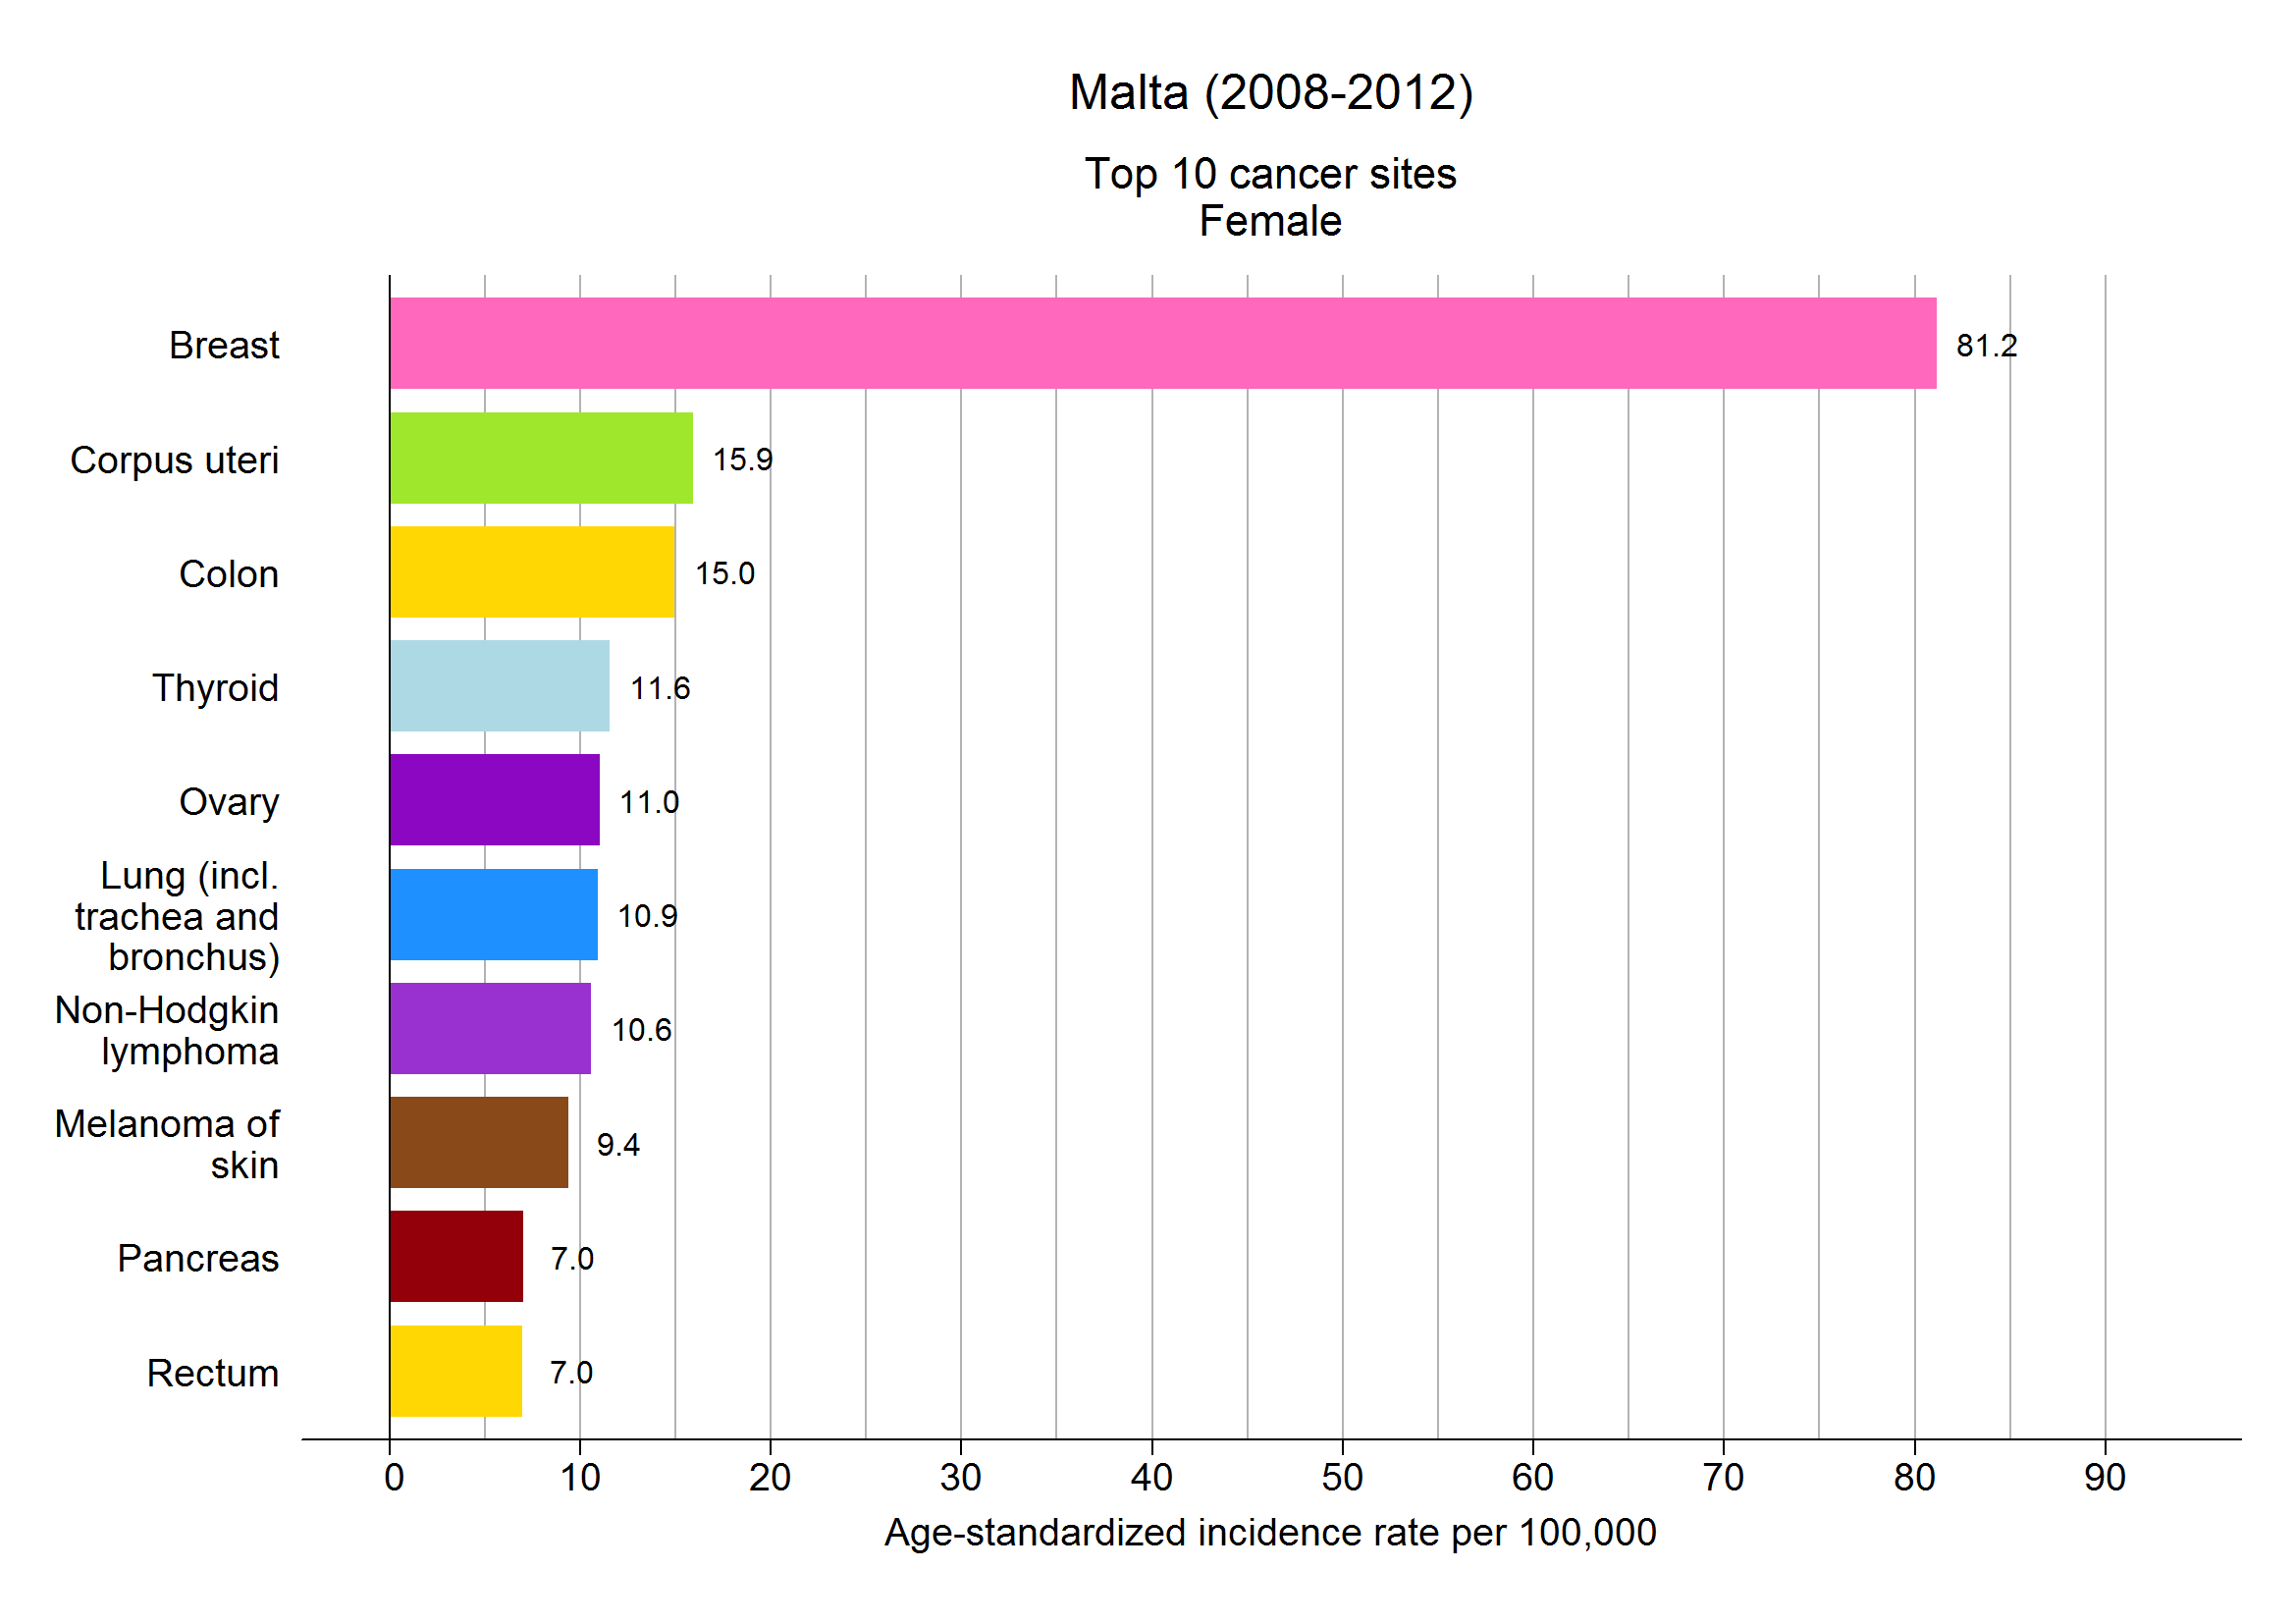 Malta (2008-2012)
Top 10 cancer sites
Female
Breast
81.2
Corpus uteri
15.9
Colon
15.0
Thyroid
11.6
Ovary
11.0
Lung (incl.
trachea and
bronchus)
10.9
Non-Hodgkin
lymphoma
10.6
Melanoma of
skin
9.4
Pancreas
7.0
Rectum
7.0
0 10 20 30 40 50 60 70 80 90
Age-standardized incidence rate per 100,000